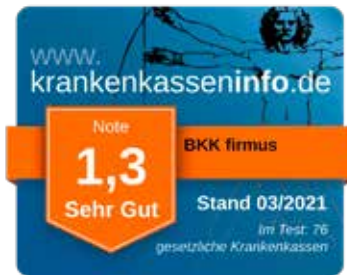 www.
krankenkasseninfo.de
Note
1,3
Sehr Gut
BKK firmus
Stand 03/2021
Im Test: 76
gesetzliche Krankenkassen